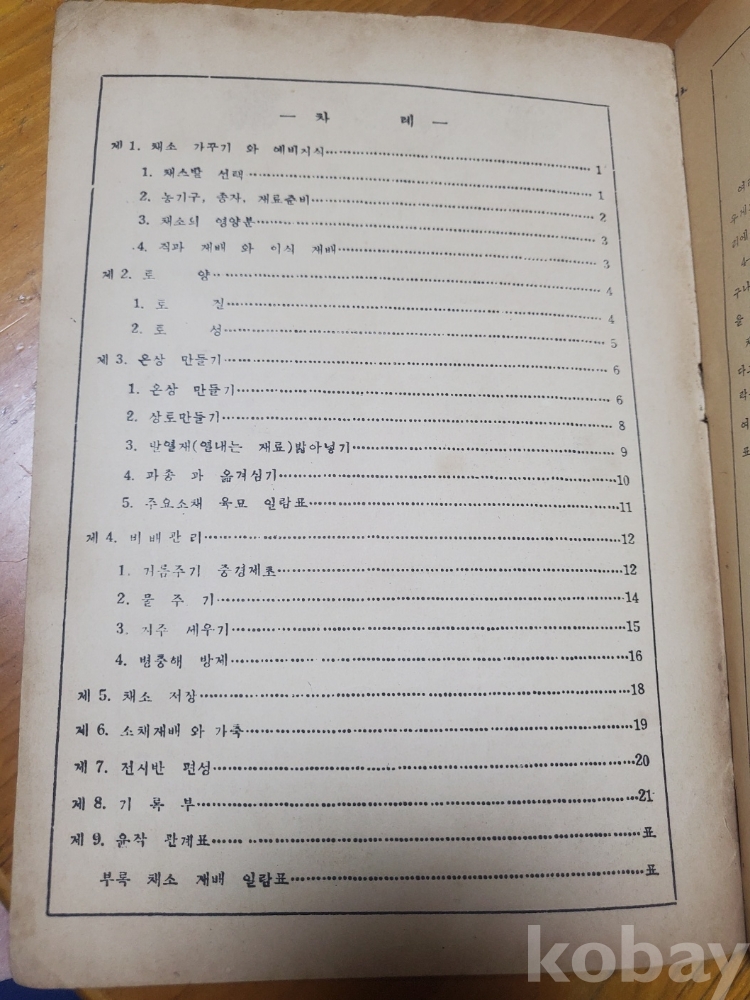 — 차 례 —
제 1. 채소 가꾸기 와 예비지식 1
1. 채소밭 선택 1
2. 농기구, 종자, 재료준비 2
3. 채소의 영양분 3
4. 직파 재배 와 이식 재배 3
제 2. 토 양 4
1. 토 질 4
2. 토 성 5
제 3. 온상 만들기 6
1. 온상 만들기 6
2. 상토만들기 8
3. 발열재(열내는 재료)밟아넣기 9
4. 파종 과 옮겨심기 10
5. 주요소채 육묘 일람표 11
제 4. 비배관리 12
1. 거름주기 중경제초 12
2. 물 주 기 14
3. 지주 세우기 15
4. 병충해 방제 16
제 5. 채소 저장 18
제 6. 소채재배 와 가축 19
제 7. 전시반 편성 20
제 8. 기 록 부 21
제 9. 윤작 관계표 표
부록 채소 재배 일람표 표
kobay